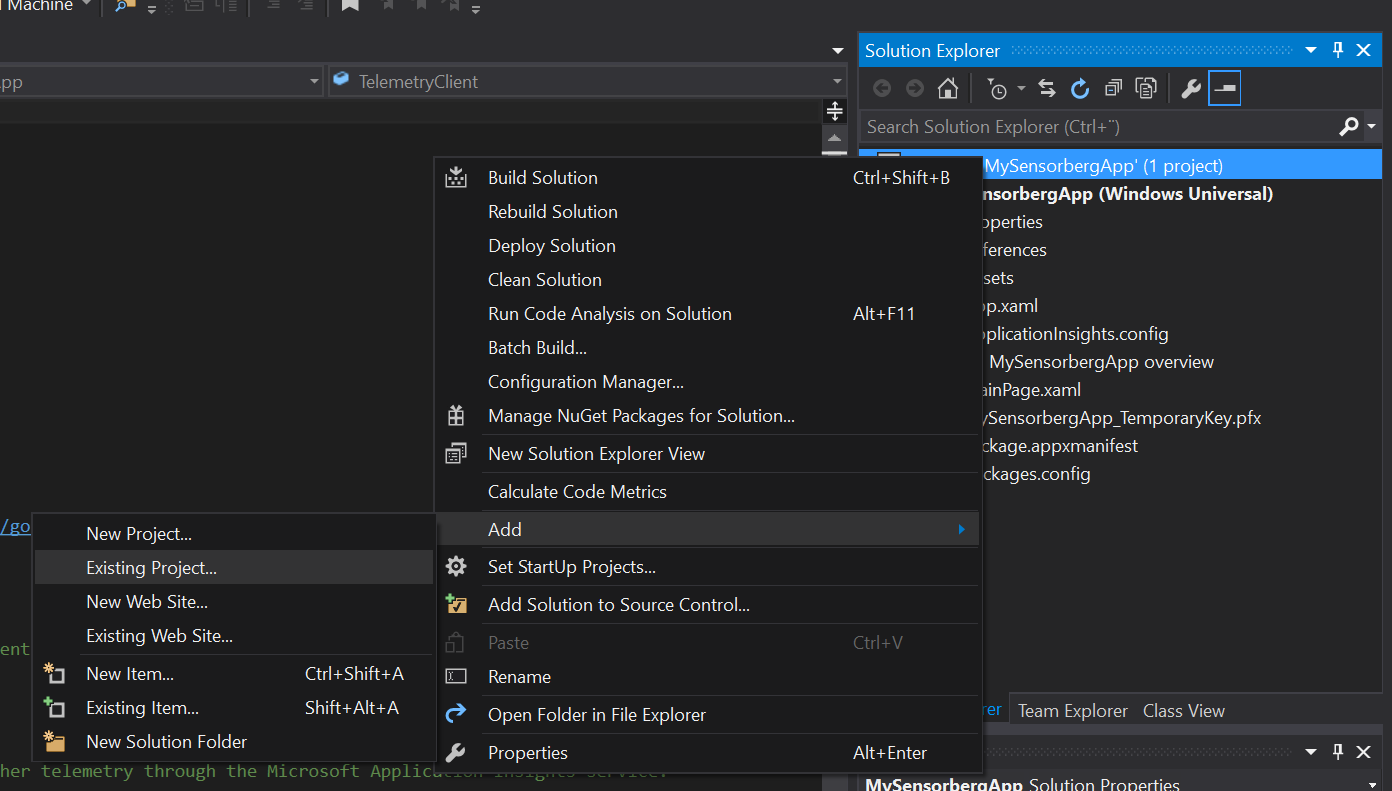 Machine
TelemetryClient
Solution Explorer
Search Solution Explorer (Ctrl+¨)
MySensorbergApp' (1 project)
nsorbergApp (Windows Universal)
operties
ferences
sets
pp.xaml
pplicationInsights.config
MySensorbergApp overview
ainPage.xaml
ySensorbergApp_TemporaryKey.pfx
ckage.appxmanifest
ckages.config
Build Solution Ctrl+Shift+B
Rebuild Solution
Deploy Solution
Clean Solution
Run Code Analysis on Solution Alt+F11
Batch Build...
Configuration Manager...
Manage NuGet Packages for Solution...
New Solution Explorer View
Calculate Code Metrics
Add
Set StartUp Projects...
Add Solution to Source Control...
Paste Ctrl+V
Rename
Open Folder in File Explorer
Properties Alt+Enter
/go
New Project...
Existing Project...
New Web Site...
Existing Web Site...
New Item... Ctrl+Shift+A
Existing Item... Shift+Alt+A
New Solution Folder
ent
her telemetry through the Microsoft Application Insights service.
rer Team Explorer Class View
MySensorbergApp Solution Properties